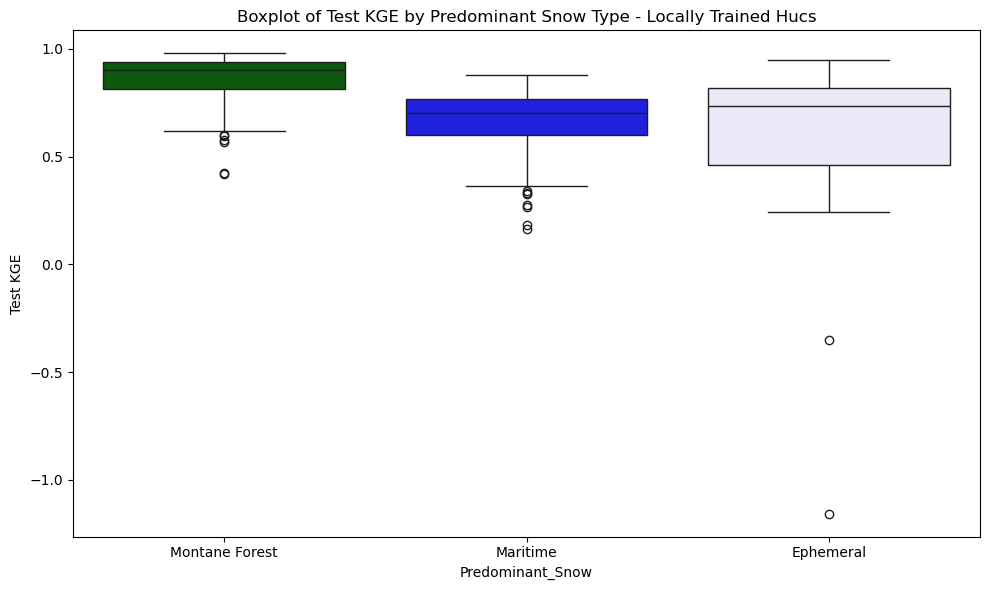 Boxplot of Test KGE by Predominant Snow Type - Locally Trained Hucs
Test KGE
1.0
0.5
0.0
−0.5
−1.0
Montane Forest
Maritime
Ephemeral
Predominant_Snow